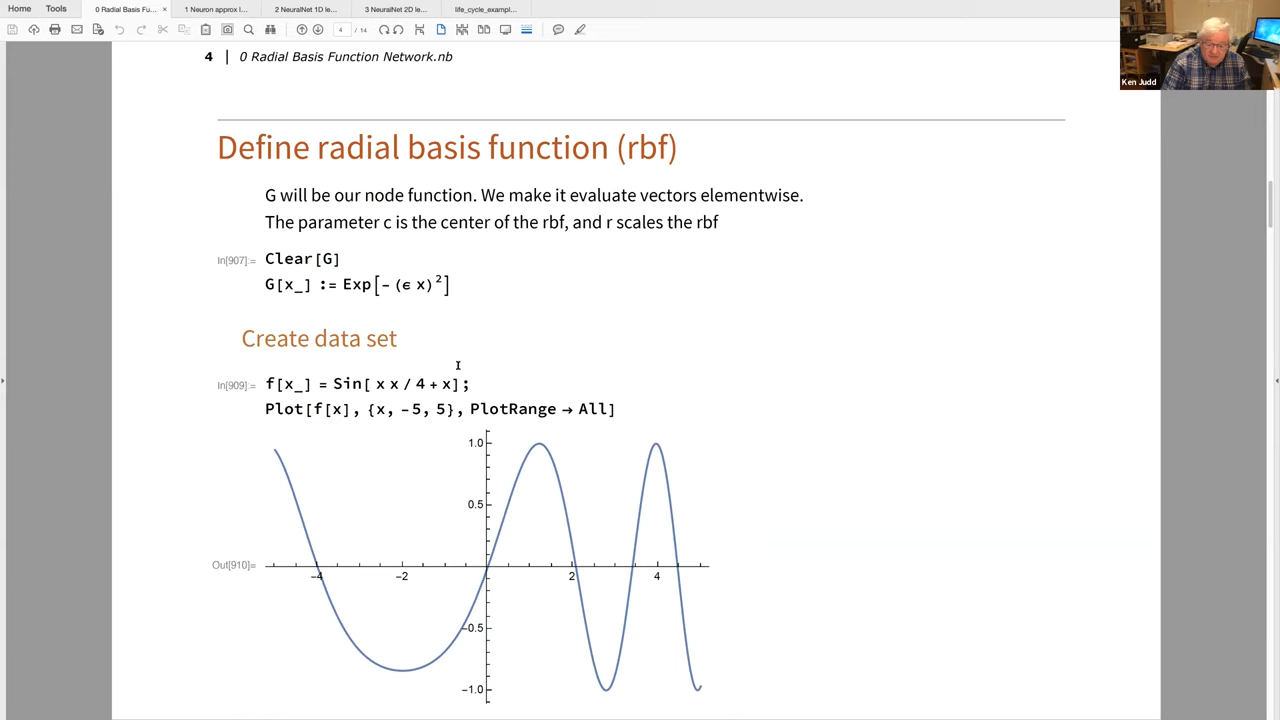 Home Tools 0 Radial Basis Fu... × 1 Neuron approx l... 2 NeuralNet 1D le... 3 NeuralNet 2D le... life_cycle_exampl...
4 / 14
Ken Judd
4 | 0 Radial Basis Function Network.nb
Define radial basis function (rbf)
G will be our node function. We make it evaluate vectors elementwise.
The parameter c is the center of the rbf, and r scales the rbf
In[907]:= Clear[G]
G[x_] := Exp[-(ϵ x)²]
Create data set
In[909]:= f[x_] = Sin[ x x / 4 + x];
Plot[f[x], {x, -5, 5}, PlotRange → All]
1.0
0.5
Out[910]=
-4 -2 2 4
-0.5
-1.0